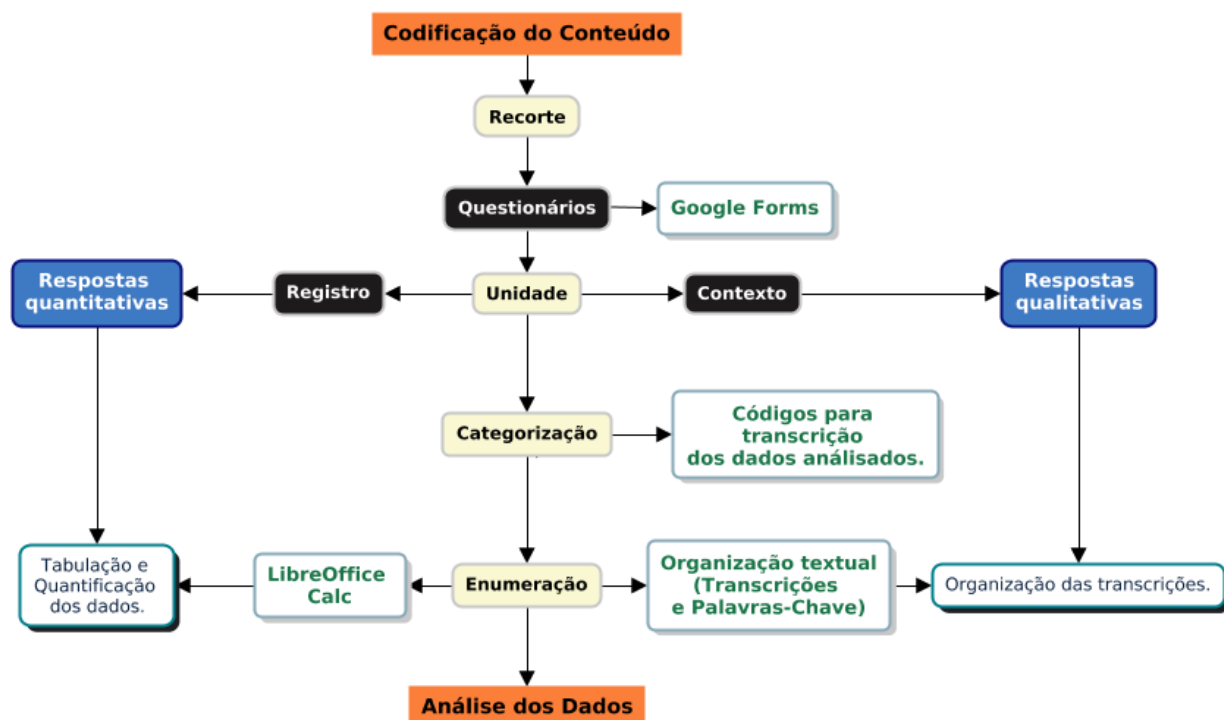 Codificação do Conteúdo
Recorte
Questionários
Google Forms
Respostas
quantitativas
Registro
Unidade
Contexto
Respostas
qualitativas
Categorização
Códigos para
transcrição
dos dados análisados.
Tabulação e
Quantificação
dos dados.
LibreOffice
Calc
Enumeração
Organização textual
(Transcrições
e Palavras-Chave)
Organização das transcrições.
Análise dos Dados